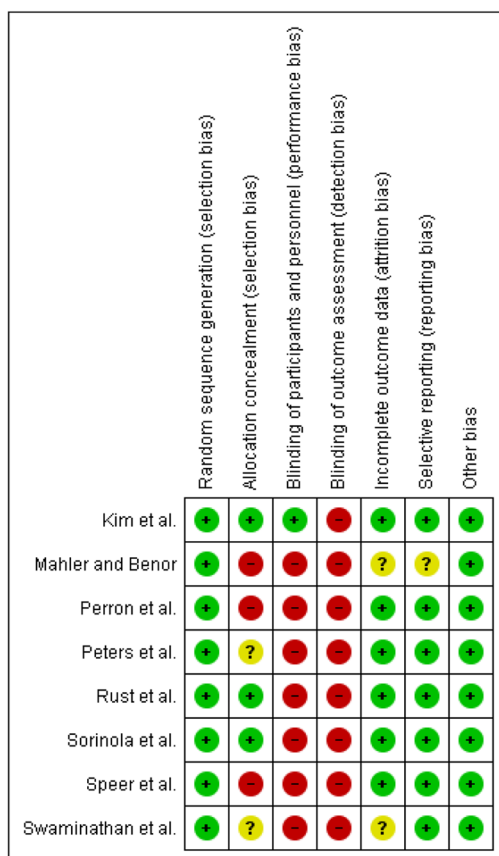 Random sequence generation (selection bias)
Allocation concealment (selection bias)
Blinding of participants and personnel (performance bias)
Blinding of outcome assessment (detection bias)
Incomplete outcome data (attrition bias)
Selective reporting (reporting bias)
Other bias
Kim et al. + + + - + + +
Mahler and Benor + - - - ? ? +
Perron et al. + - - - + + +
Peters et al. + ? - - + + +
Rust et al. + + - - + + +
Sorinola et al. + + - - + + +
Speer et al. + - - - + + +
Swaminathan et al. + ? - - ? + +